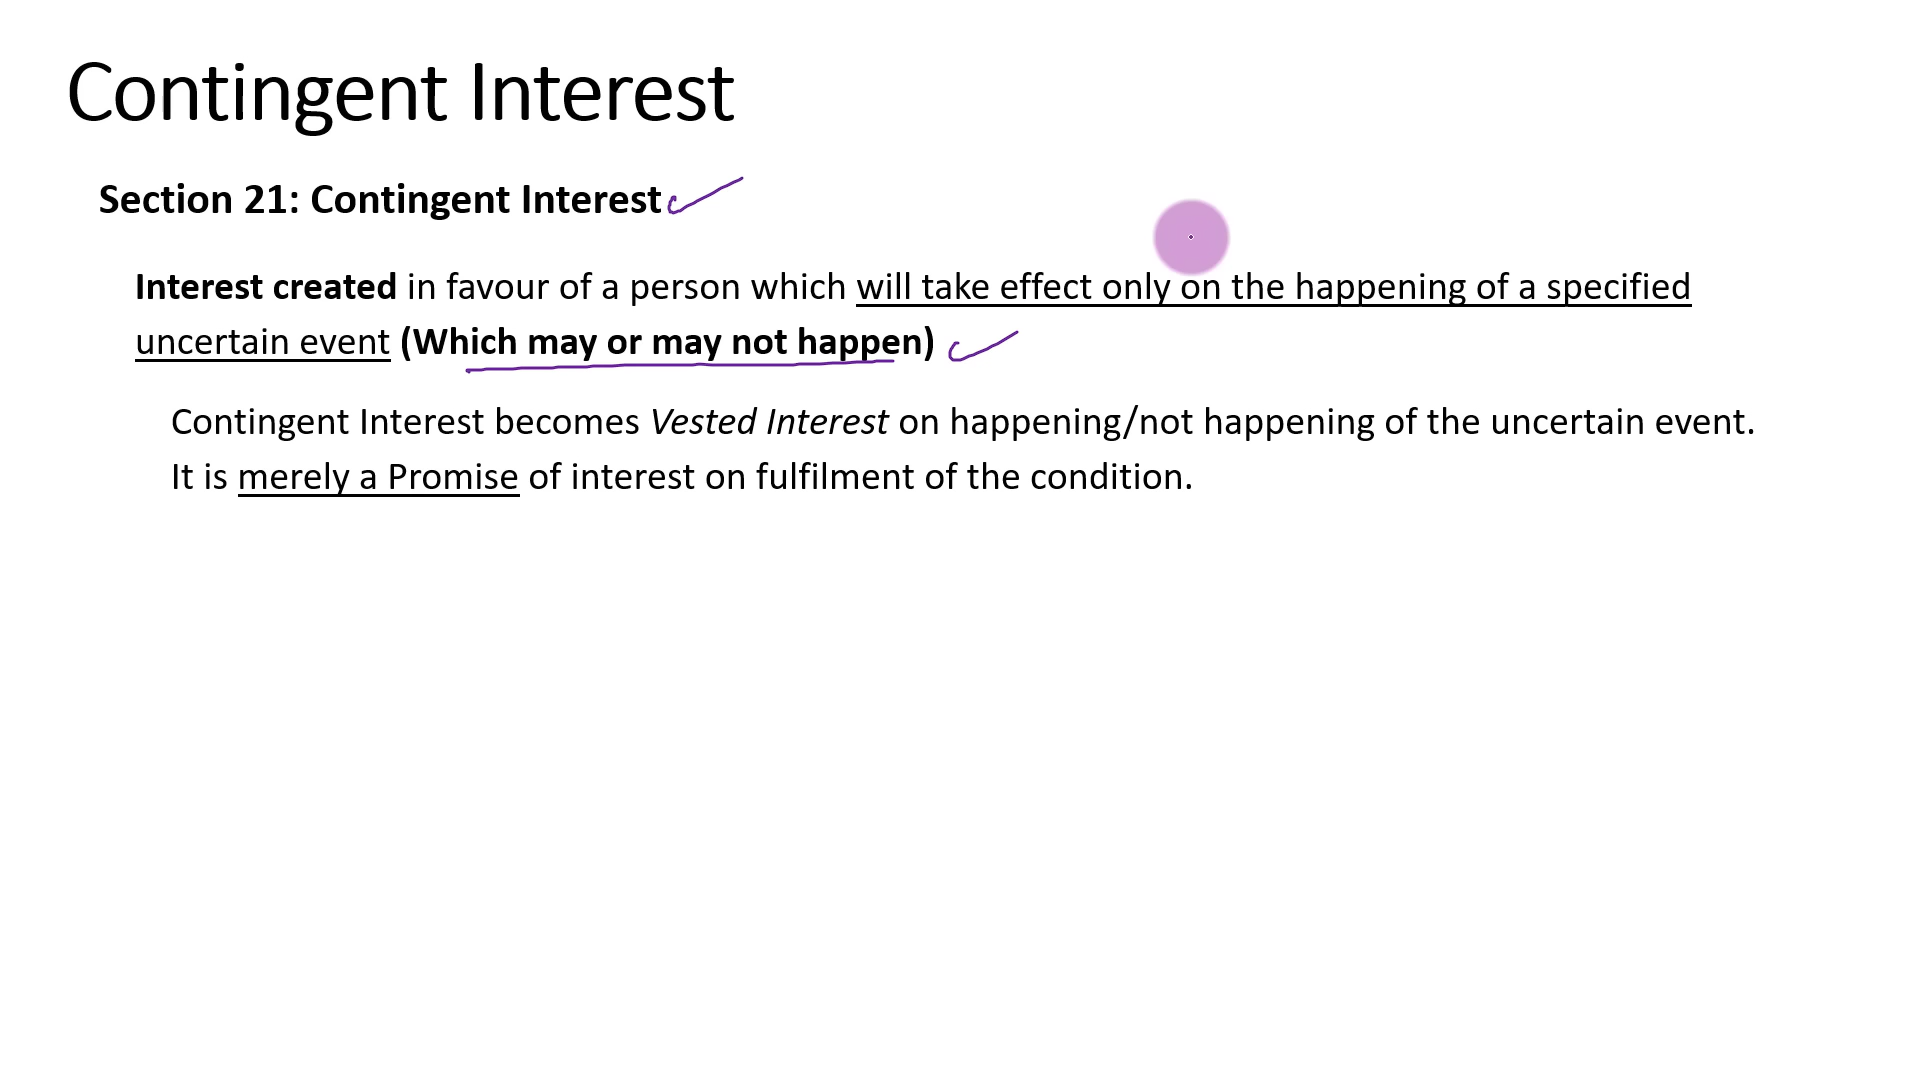 Contingent Interest
Section 21: Contingent Interest
Interest created in favour of a person which will take effect only on the happening of a specified
uncertain event (Which may or may not happen)
Contingent Interest becomes Vested Interest on happening/not happening of the uncertain event.
It is merely a Promise of interest on fulfilment of the condition.